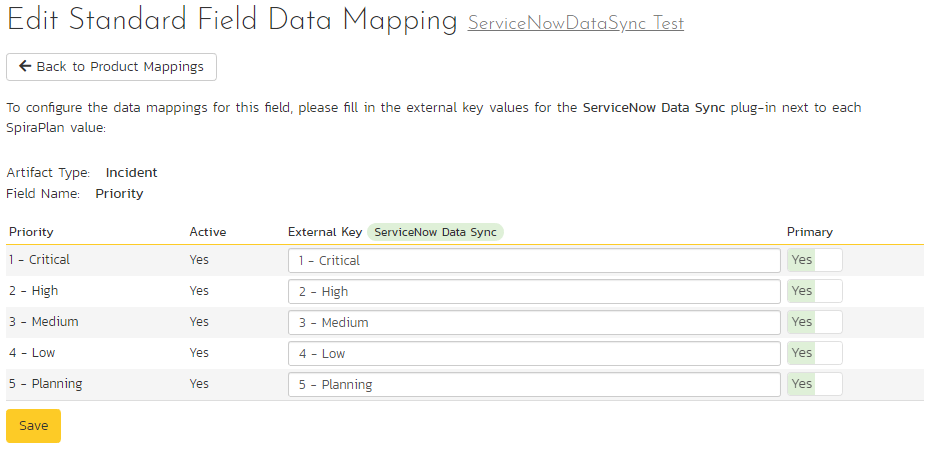 Edit Standard Field Data Mapping ServiceNowDataSync Test
← Back to Product Mappings
To configure the data mappings for this field, please fill in the external key values for the ServiceNow Data Sync plug-in next to each
SpiraPlan value:
Artifact Type: Incident
Field Name: Priority
Priority Active External Key ServiceNow Data Sync Primary
1 - Critical Yes 1 - Critical Yes
2 - High Yes 2 - High Yes
3 - Medium Yes 3 - Medium Yes
4 - Low Yes 4 - Low Yes
5 - Planning Yes 5 - Planning Yes
Save